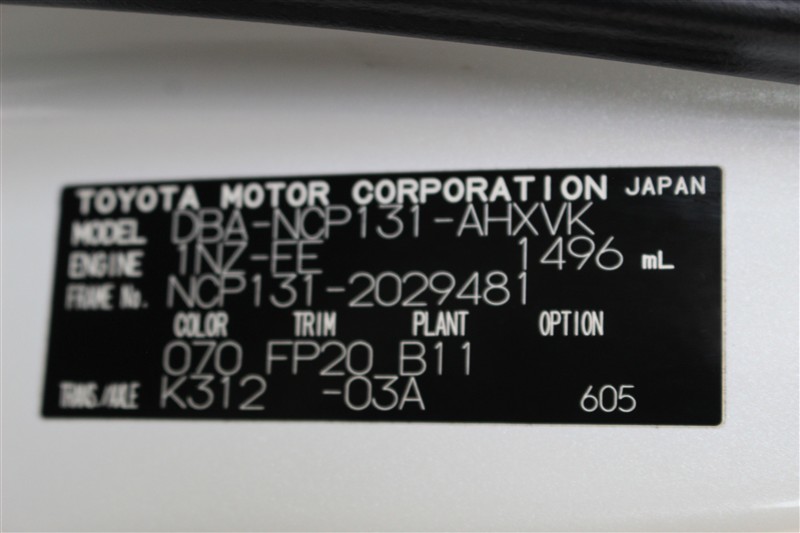 TOYOTA MOTOR CORPORATION JAPAN
MODEL DBA-NCP131-AHXVK
ENGINE 1NZ-FE 1496 mL
FRAME No. NCP131-2029481
COLOR TRIM PLANT OPTION
070 FP20 B11
TRANS/AXLE K312 -03A 605